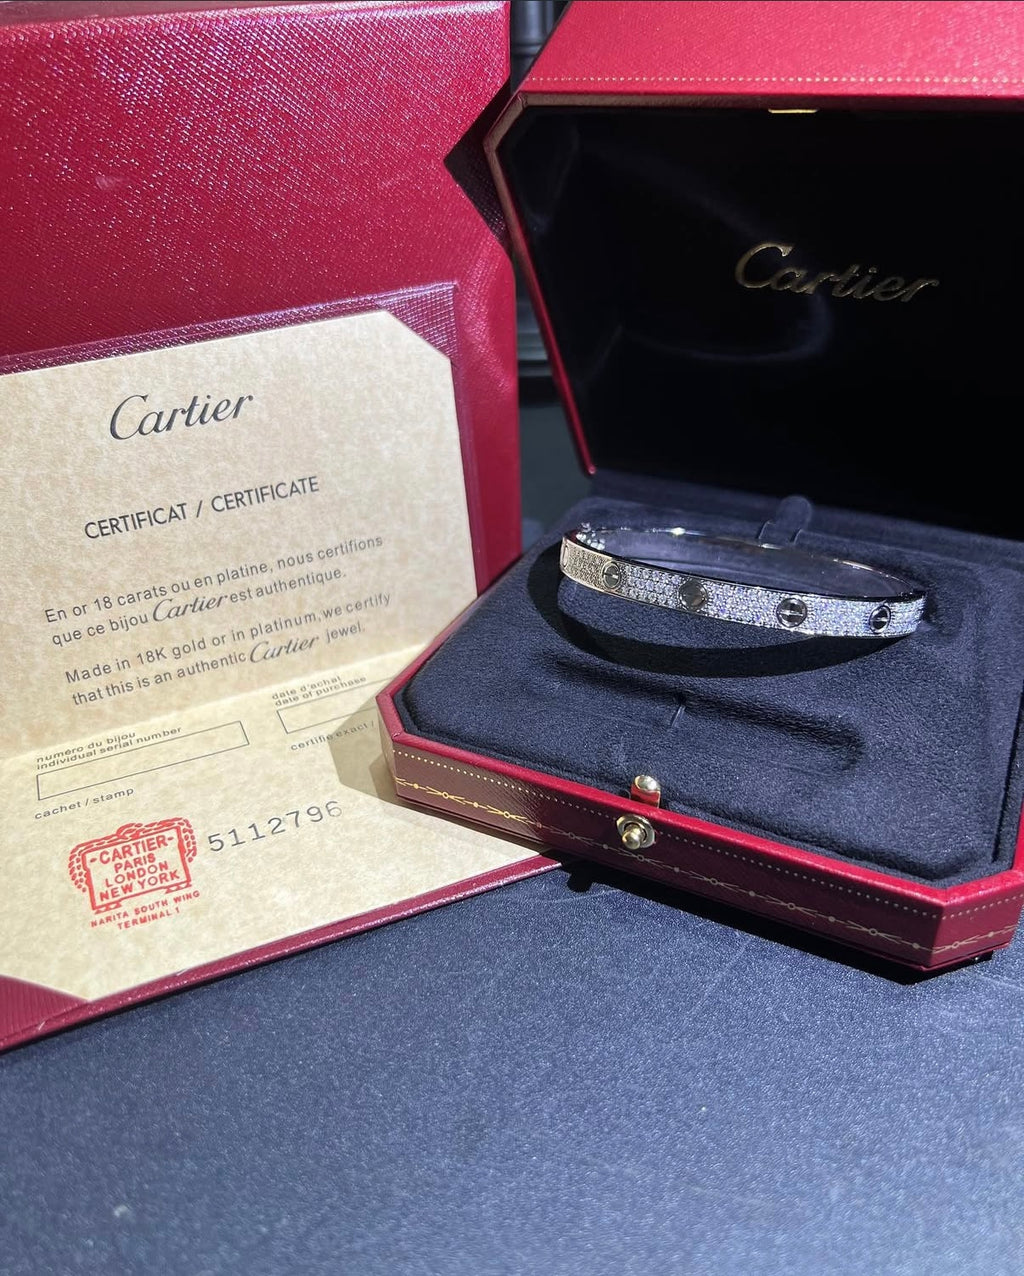 Cartier
CERTIFICAT / CERTIFICATE
En or 18 carats ou en platine, nous certifions
que ce bijou Cartier est authentique.
Made in 18K gold or in platinum, we certify
that this is an authentic Cartier jewel.
numéro du bijou
individual serial number
date d'achat
date of purchase
cachet / stamp
certifie exact /
5112796
-CARTIER-
PARIS
LONDON
NEW YORK
NARITA SOUTH WING
TERMINAL 1
Cartier